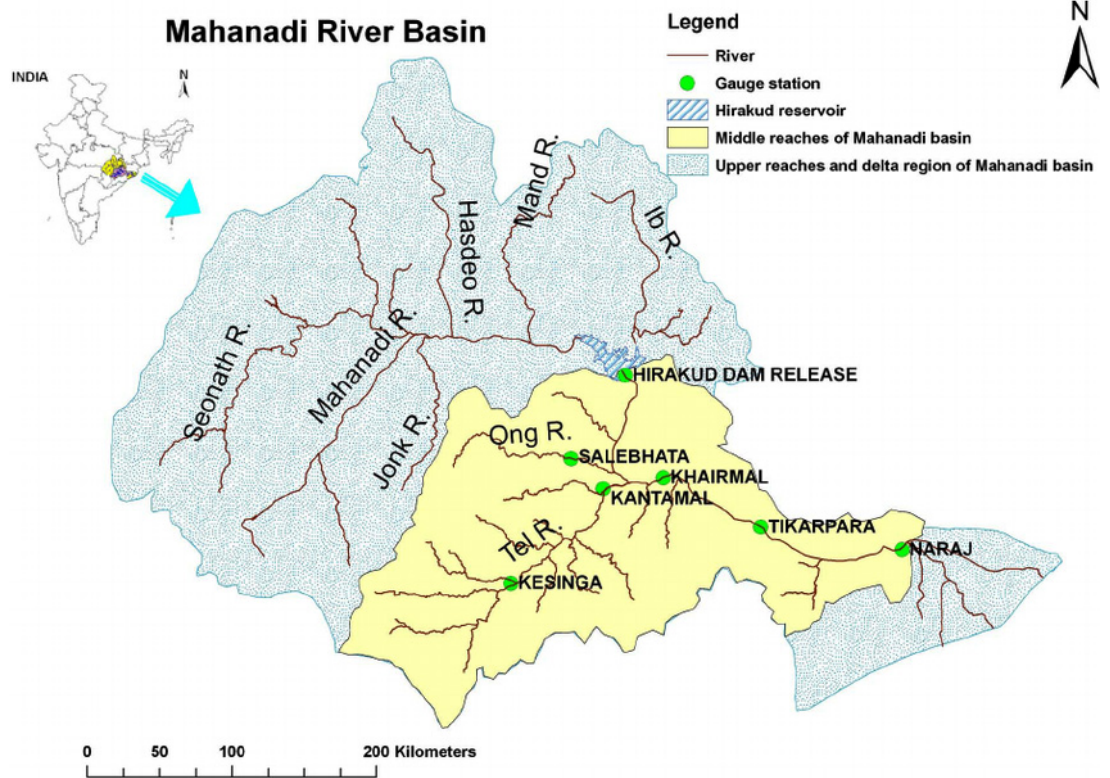 Mahanadi River Basin
INDIA
N
N
Legend
River
Gauge station
Hirakud reservoir
Middle reaches of Mahanadi basin
Upper reaches and delta region of Mahanadi basin
Mand R.
Hasdeo R.
Ib R.
Seonath R.
Mahanadi R.
Jonk R.
HIRAKUD DAM RELEASE
Ong R.
SALEBHATA
KHAIRMAL
KANTAMAL
Tel R.
TIKARPARA
NARAJ
KESINGA
0 50 100 200 Kilometers